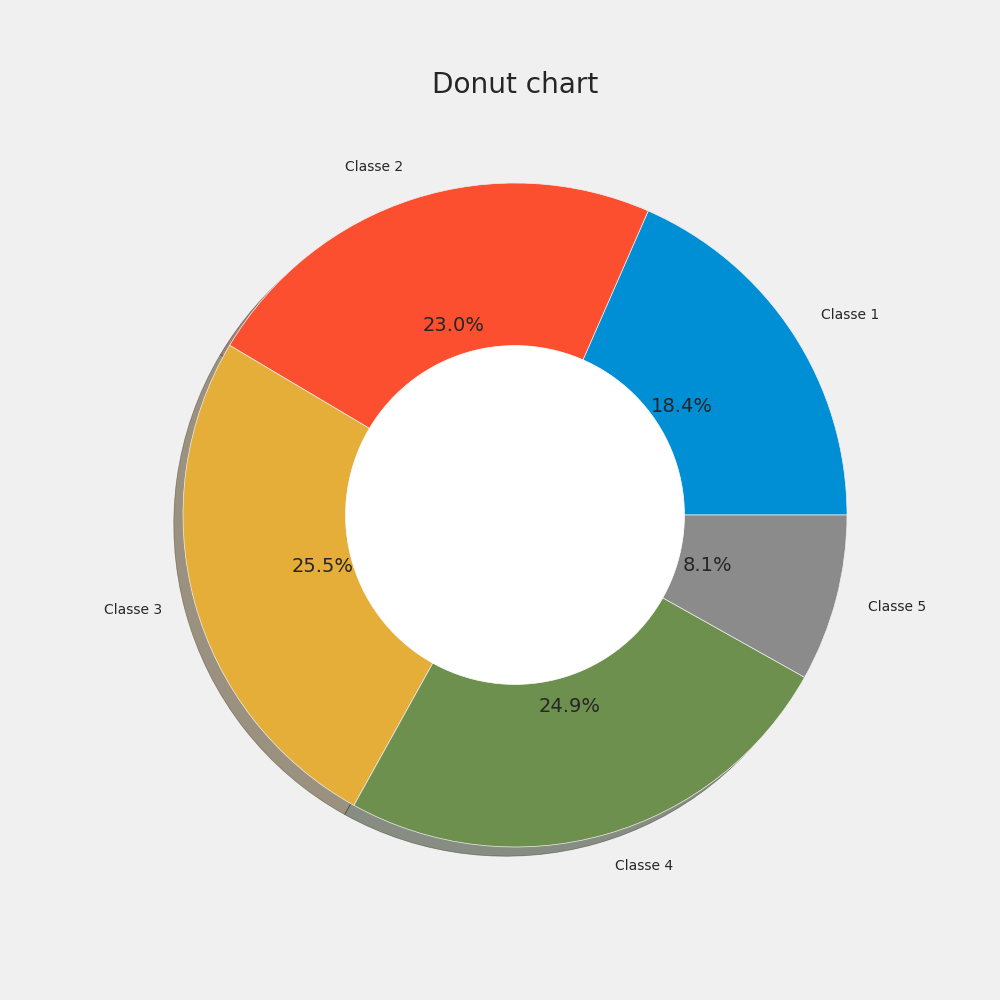 Donut chart
Classe 2
Classe 1
23.0%
18.4%
25.5%
8.1%
Classe 3
Classe 5
24.9%
Classe 4